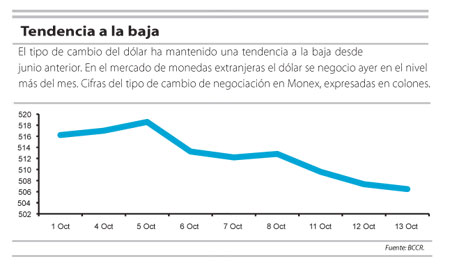 Tendencia a la baja
El tipo de cambio del dólar ha mantenido una tendencia a la baja desde
junio anterior. En el mercado de monedas extranjeras el dólar se negocio ayer en el nivel
más del mes. Cifras del tipo de cambio de negociación en Monex, expresadas en colones.
520
518
516
514
512
510
508
506
504
502
1 Oct 4 Oct 5 Oct 6 Oct 7 Oct 8 Oct 11 Oct 12 Oct 13 Oct
Fuente: BCCR.